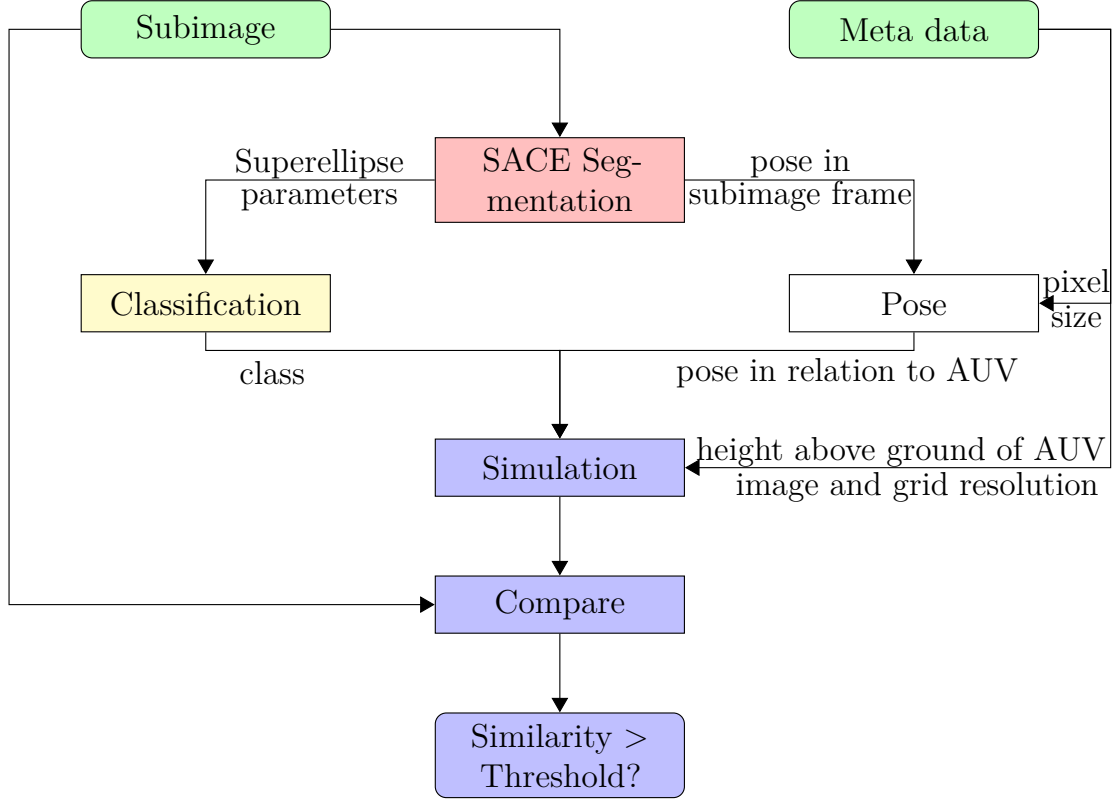 Subimage
Meta data
Superellipse
parameters
SACE Seg-
mentation
pose in
subimage frame
Classification
Pose
pixel
size
class
pose in relation to AUV
Simulation
height above ground of AUV
image and grid resolution
Compare
Similarity >
Threshold?